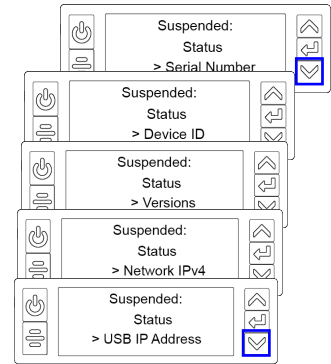 Suspended:
Status
> Serial Number
Suspended:
Status
> Device ID
Suspended:
Status
> Versions
Suspended:
Status
> Network IPv4
Suspended:
Status
> USB IP Address